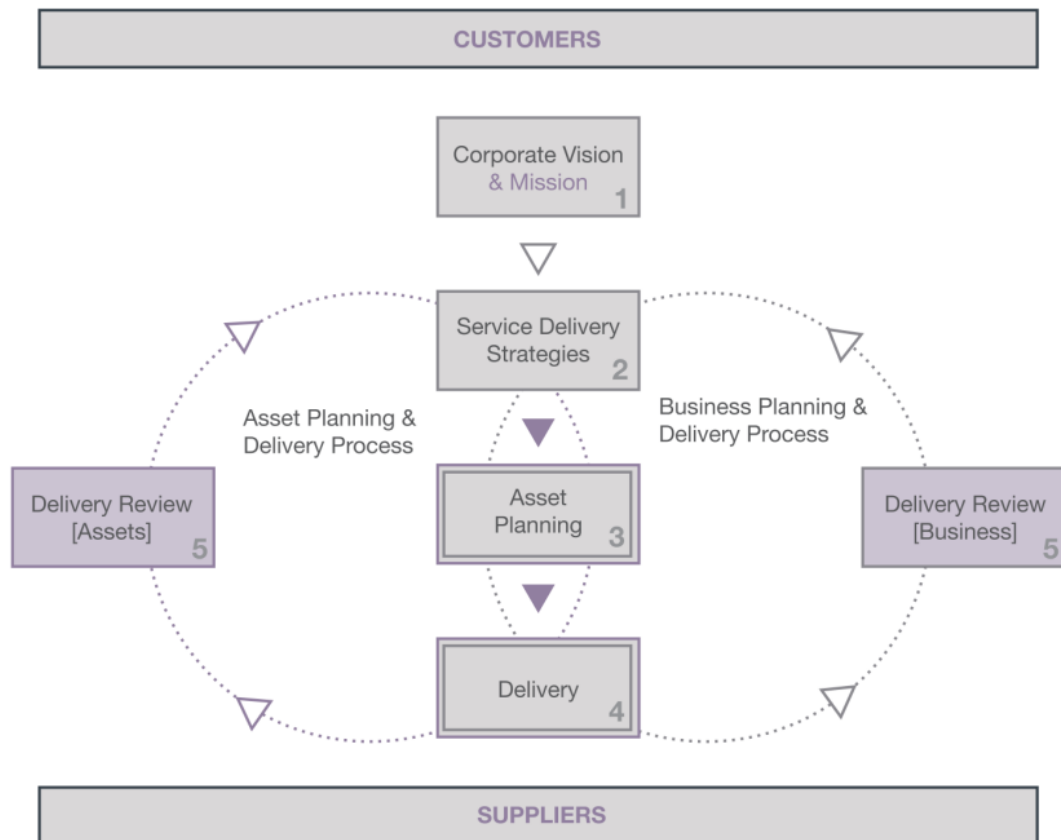 CUSTOMERS
Corporate Vision
& Mission
1
Service Delivery
Strategies
2
Asset Planning &
Delivery Process
Business Planning &
Delivery Process
Delivery Review
[Assets]
5
Asset
Planning
3
Delivery Review
[Business]
5
Delivery
4
SUPPLIERS